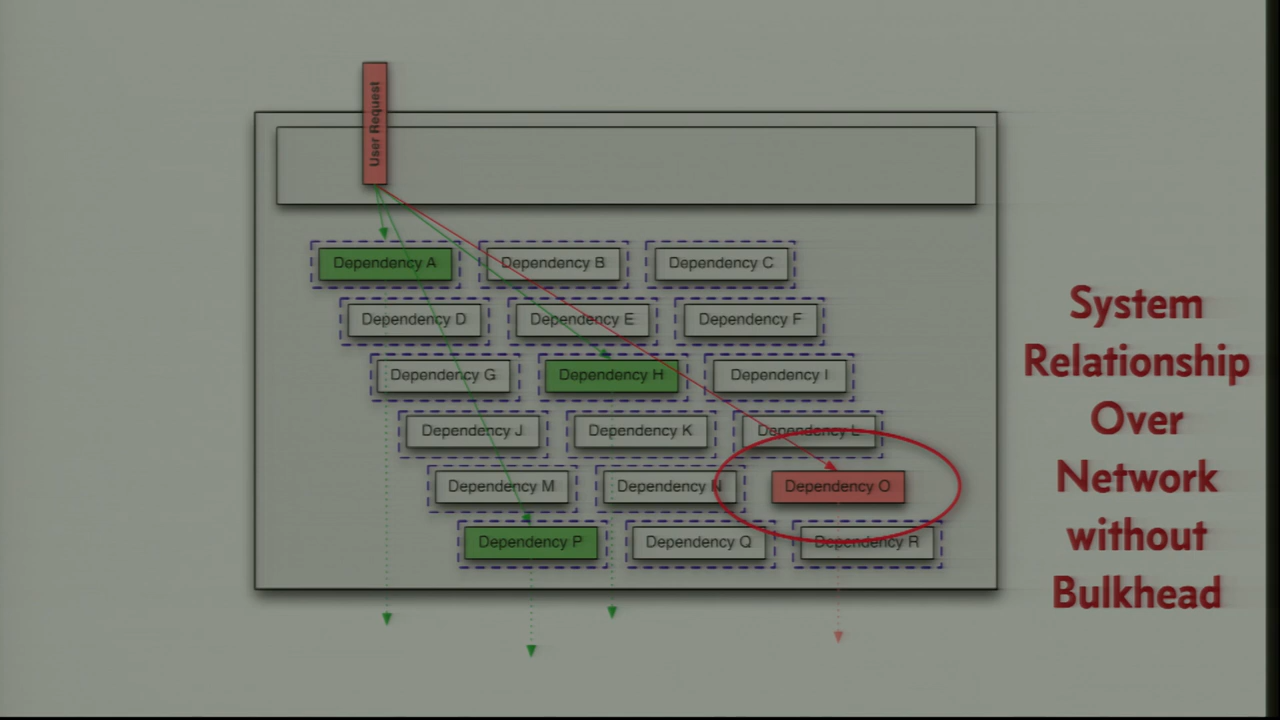 User Request
Dependency A
Dependency B
Dependency C
Dependency D
Dependency E
Dependency F
Dependency G
Dependency H
Dependency I
Dependency J
Dependency K
Dependency L
Dependency M
Dependency N
Dependency O
Dependency P
Dependency Q
Dependency R
System
Relationship
Over
Network
without
Bulkhead